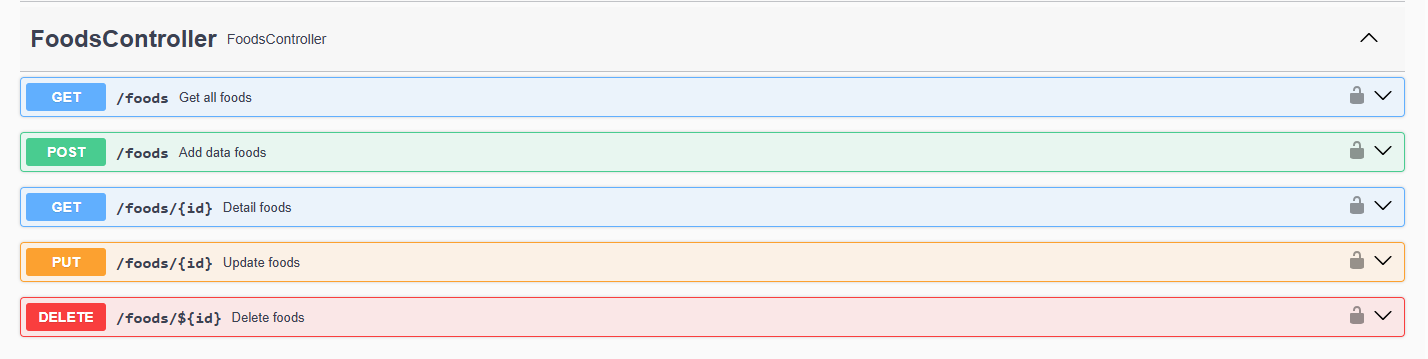 FoodsController FoodsController
GET /foods Get all foods
POST /foods Add data foods
GET /foods/{id} Detail foods
PUT /foods/{id} Update foods
DELETE /foods/${id} Delete foods